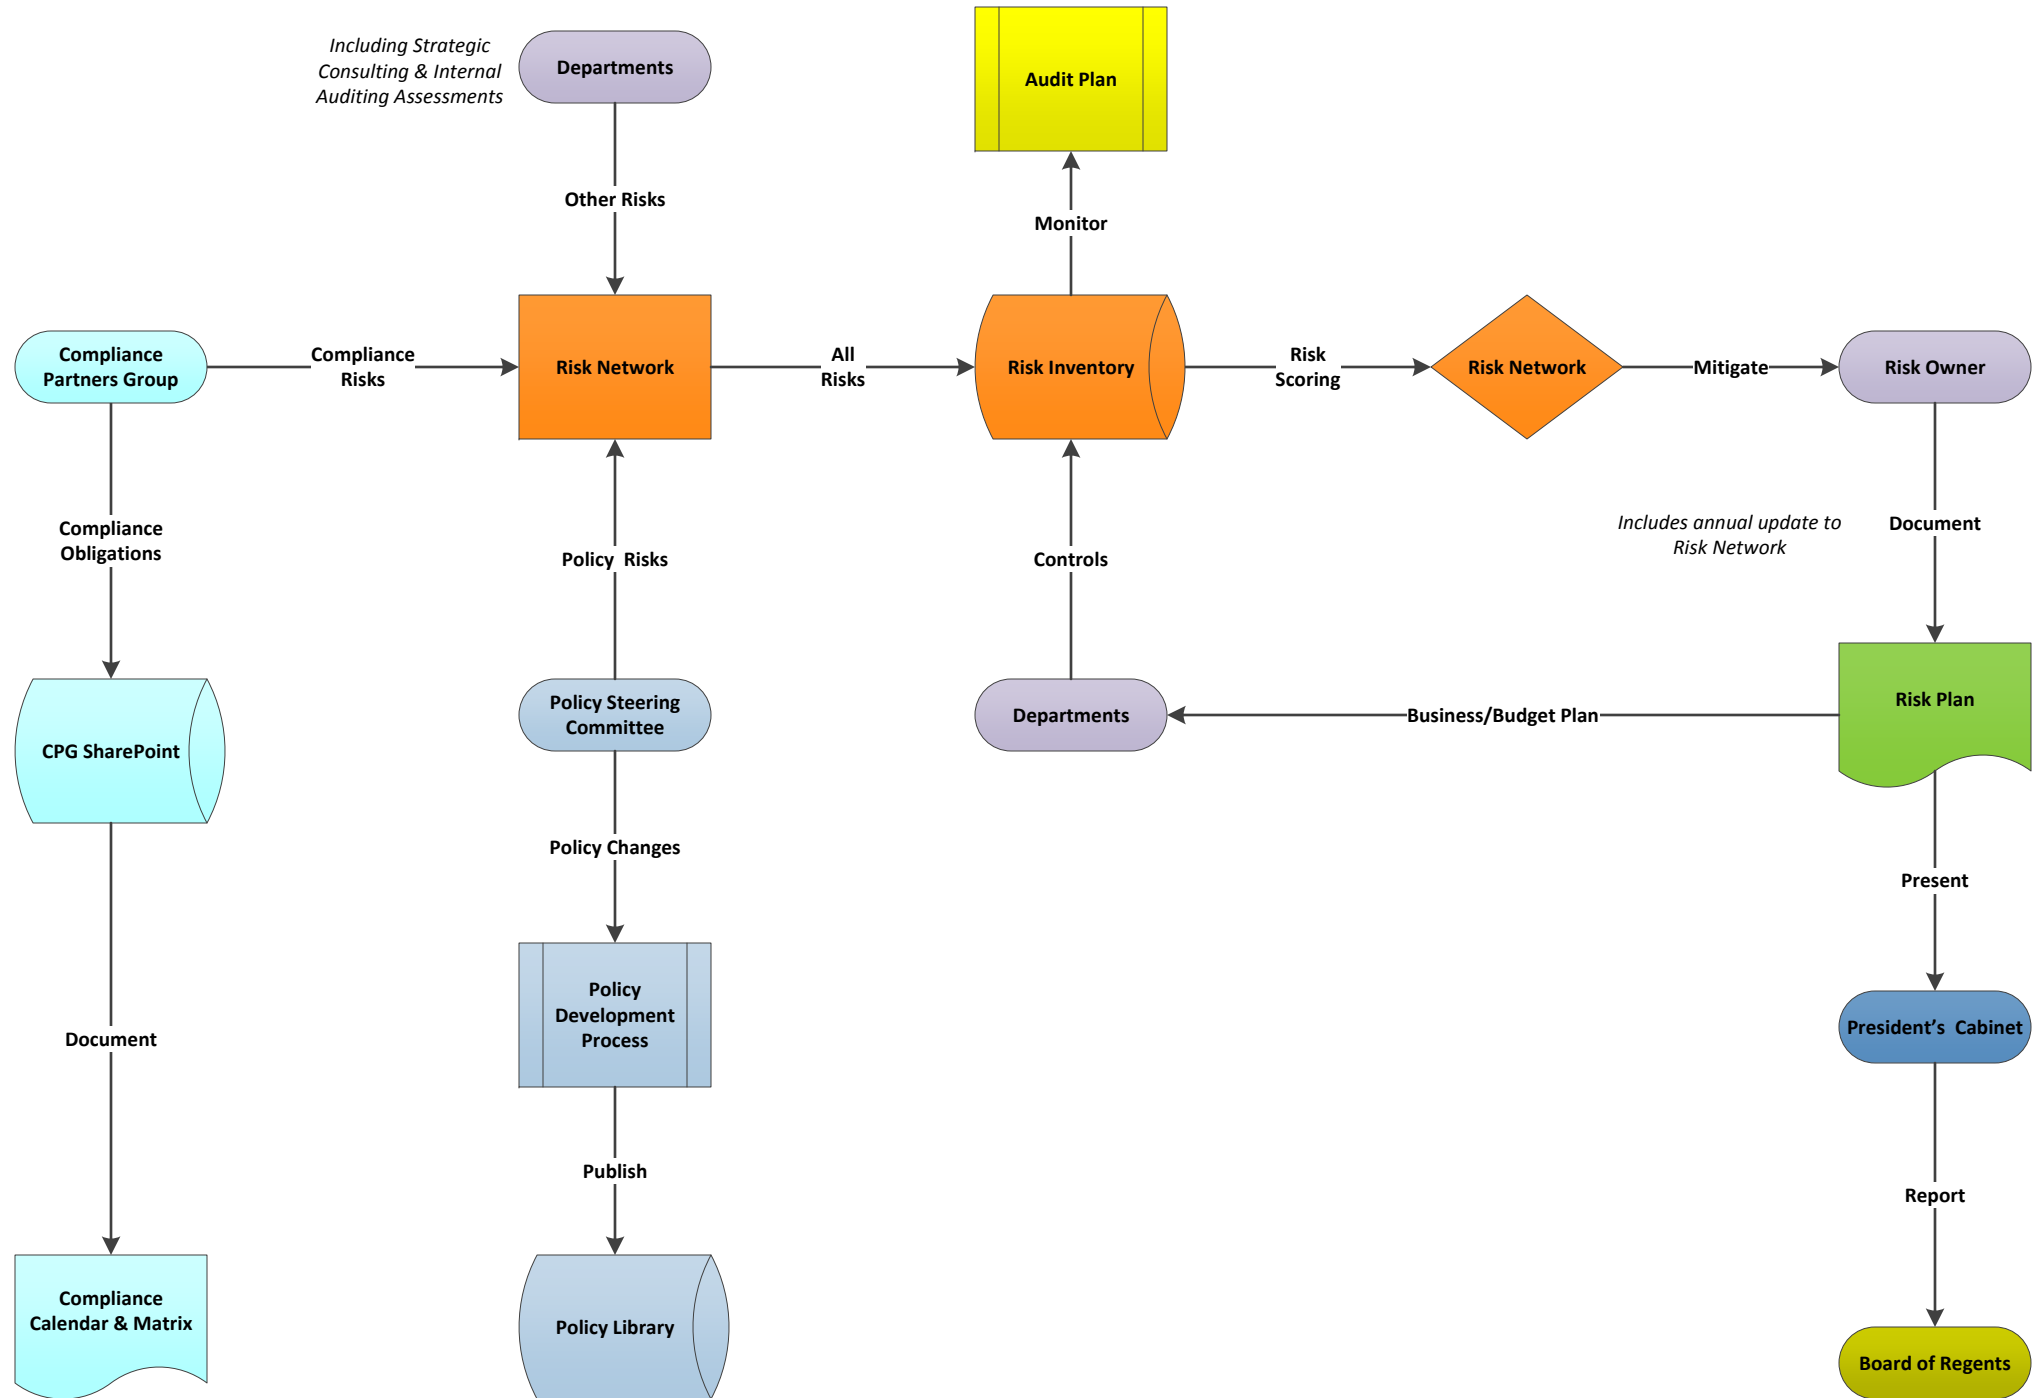 Including Strategic
Consulting & Internal
Auditing Assessments
Departments
Audit Plan
Other Risks
Monitor
Compliance
Partners Group
Compliance
Risks
Risk Network
All
Risks
Risk Inventory
Risk
Scoring
Risk Network
Mitigate
Risk Owner
Compliance
Obligations
Policy  Risks
Controls
Includes annual update to
Risk Network
Document
CPG SharePoint
Policy Steering
Committee
Departments
Business/Budget Plan
Risk Plan
Policy Changes
Present
Document
Policy
Development
Process
President’s  Cabinet
Publish
Report
Compliance
Calendar & Matrix
Policy Library
Board of Regents